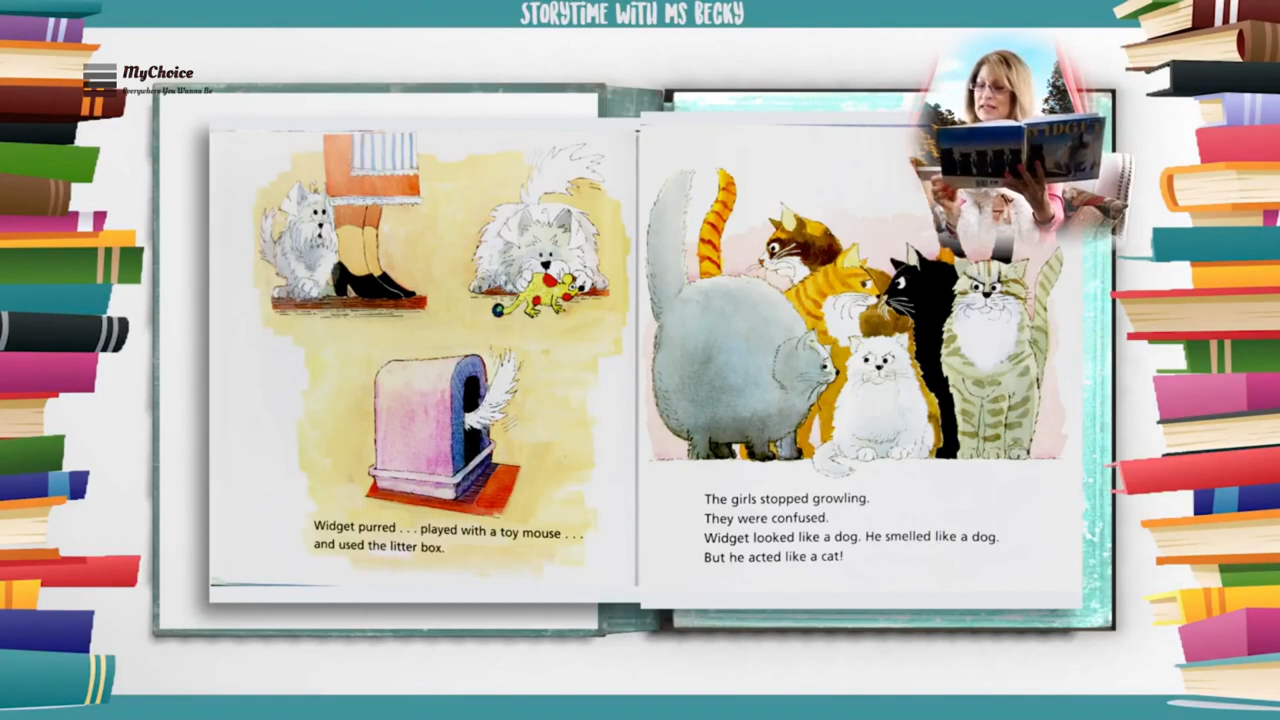 STORYTIME WITH MS BECKY
MyChoice
Everywhere You Wanna Be
WIDGET
Widget purred . . . played with a toy mouse . . .
and used the litter box.
The girls stopped growling.
They were confused.
Widget looked like a dog. He smelled like a dog.
But he acted like a cat!